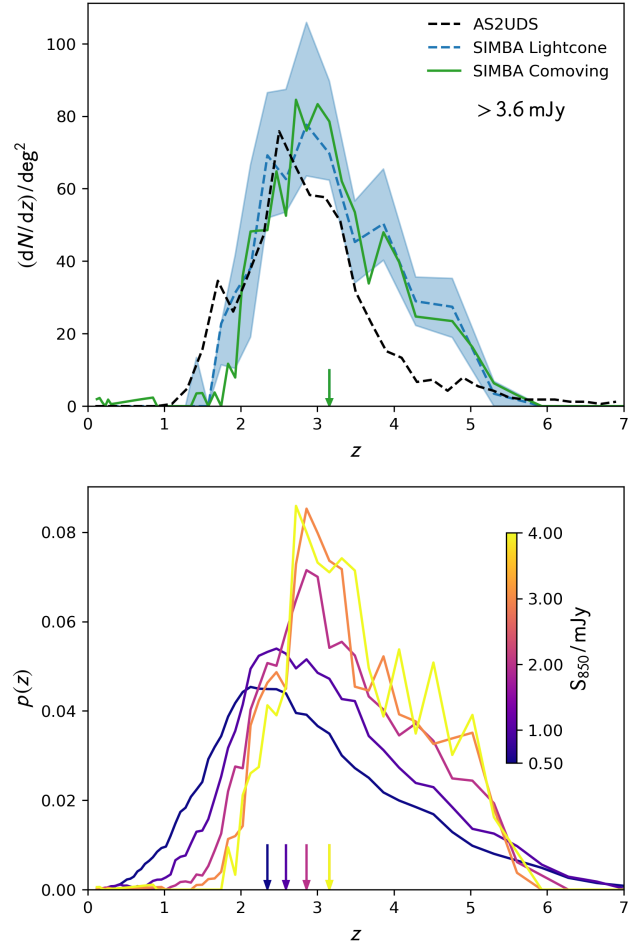 100
80
60
40
20
0
(dN/dz)/deg²
AS2UDS
SIMBA Lightcone
SIMBA Comoving
> 3.6 mJy
0 1 2 3 4 5 6 7
z
0.08
0.06
0.04
0.02
0.00
p(z)
4.00
3.00
2.00
1.00
0.50
S₈₅₀/mJy
0 1 2 3 4 5 6 7
z